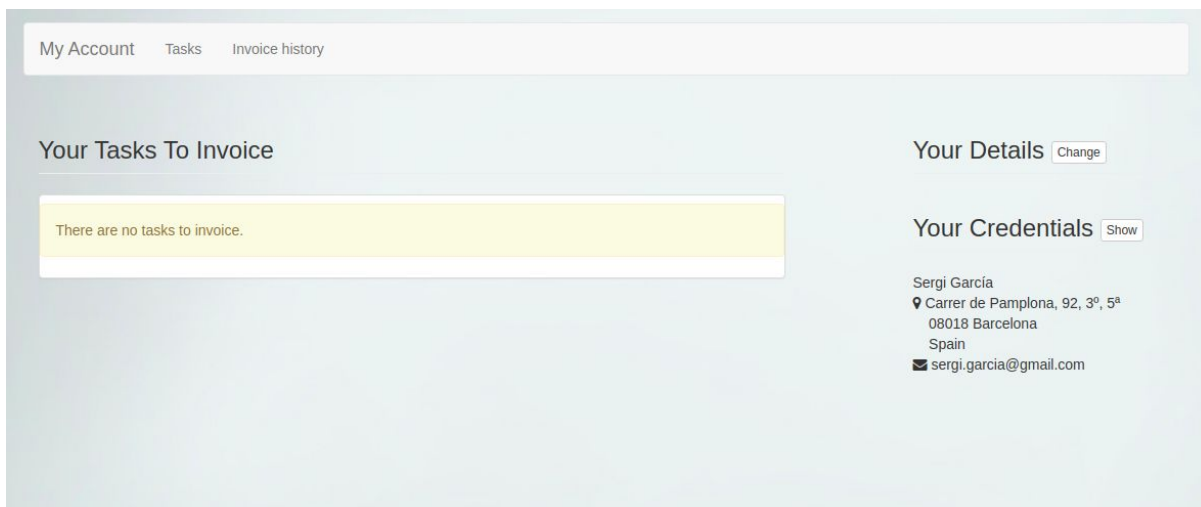 My Account Tasks Invoice history
Your Tasks To Invoice
There are no tasks to invoice.
Your Details Change
Your Credentials Show
Sergi García
Carrer de Pamplona, 92, 3º, 5ª
08018 Barcelona
Spain
sergi.garcia@gmail.com